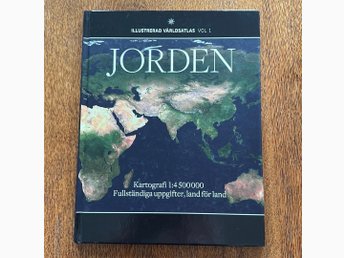 ILLUSTRERAD VÄRLDSATLAS VOL 1
JORDEN
Kartografi 1:4 500 000
Fullständiga uppgifter, land för land